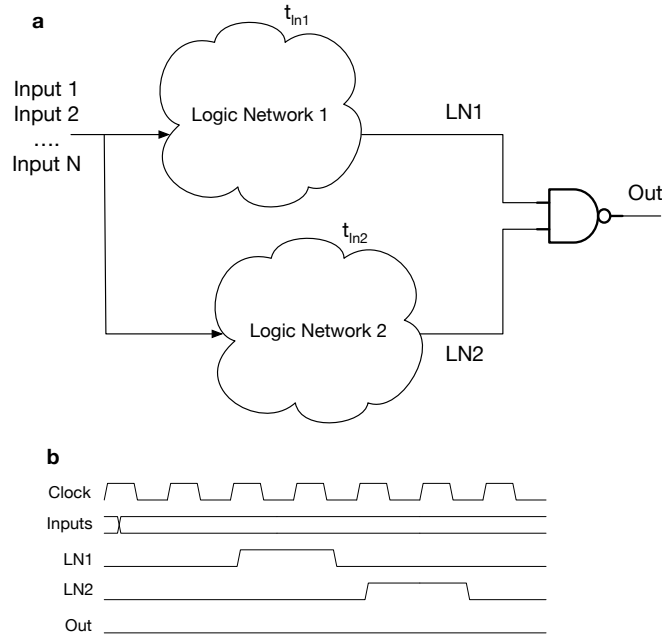 a
t_ln1
Input 1
Input 2
....
Input N
Logic Network 1
LN1
Out
t_ln2
Logic Network 2
LN2
b
Clock
Inputs
LN1
LN2
Out